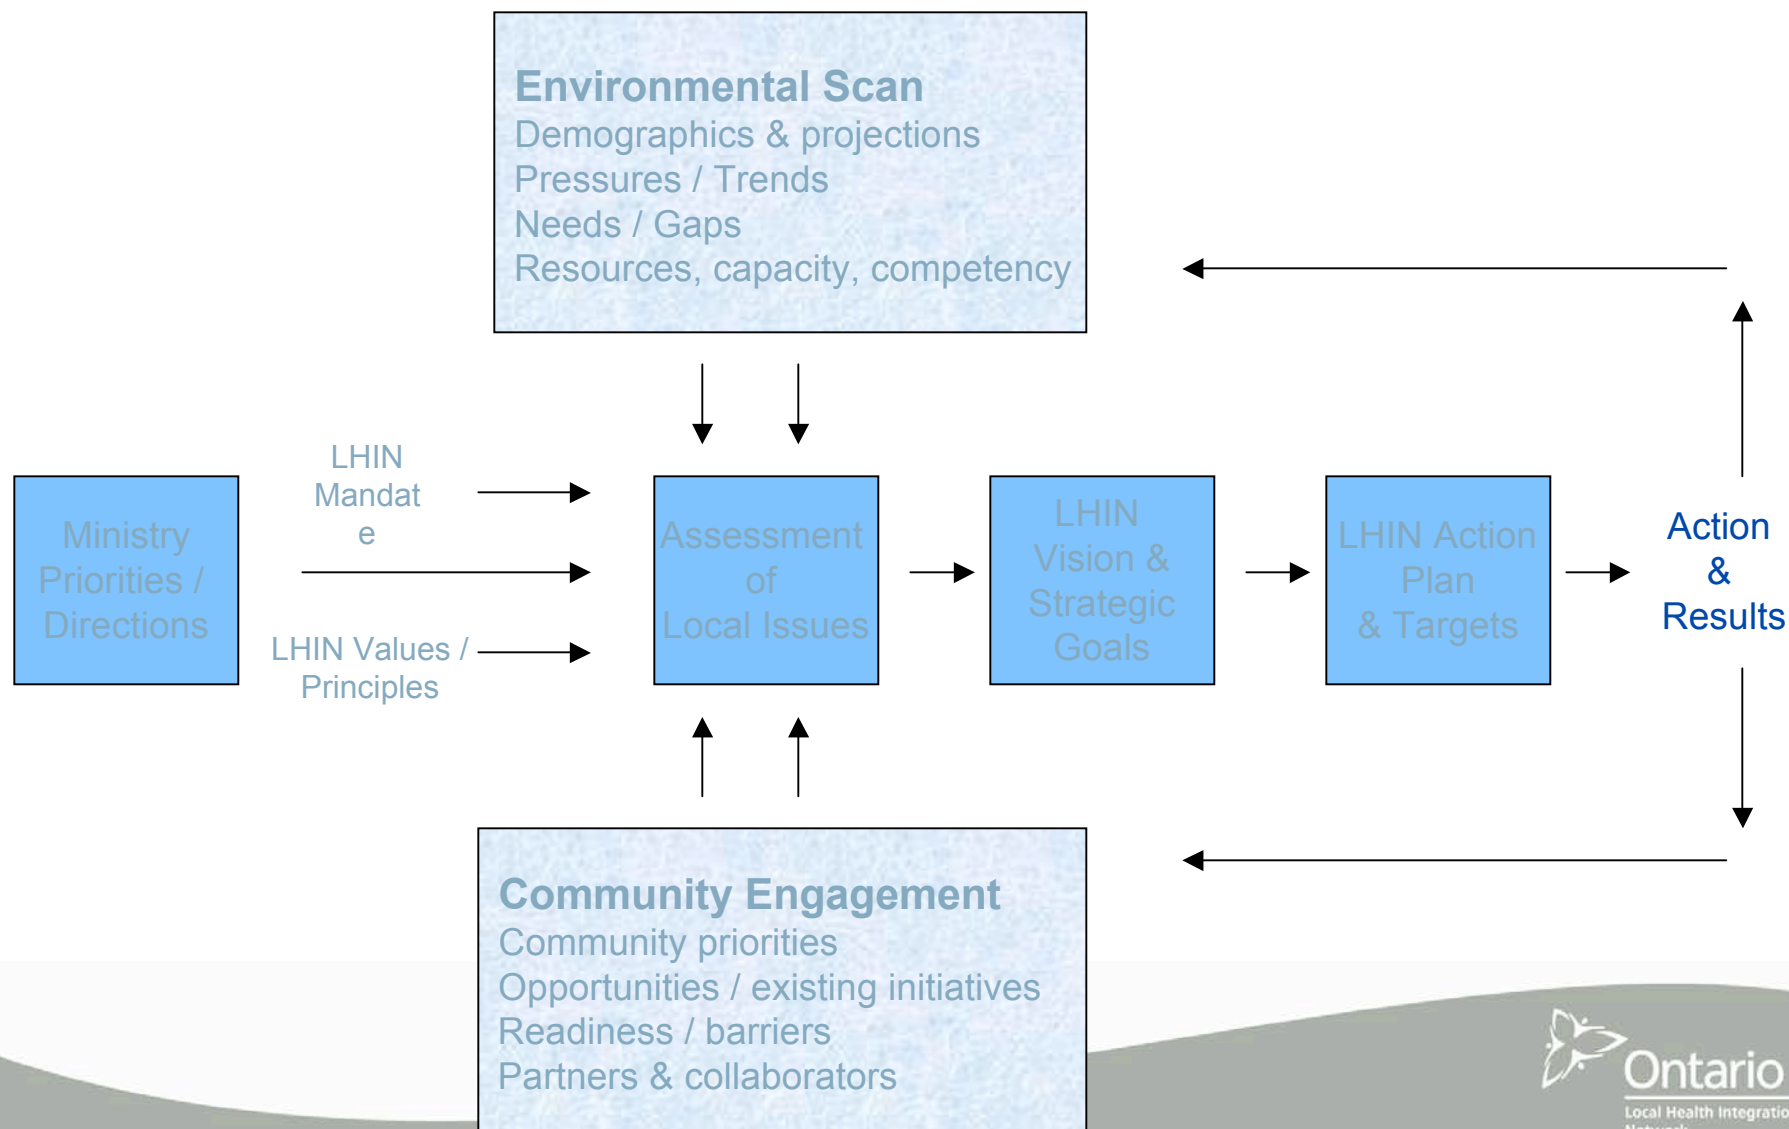 Environmental Scan
Demographics & projections
Pressures / Trends
Needs / Gaps
Resources, capacity, competency
Ministry
Priorities /
Directions
LHIN
Mandat
e
LHIN Values /
Principles
Assessment
of
Local Issues
LHIN
Vision &
Strategic
Goals
LHIN Action
Plan
& Targets
Action
&
Results
Community Engagement
Community priorities
Opportunities / existing initiatives
Readiness / barriers
Partners & collaborators
Ontario
Local Health Integratio
Network